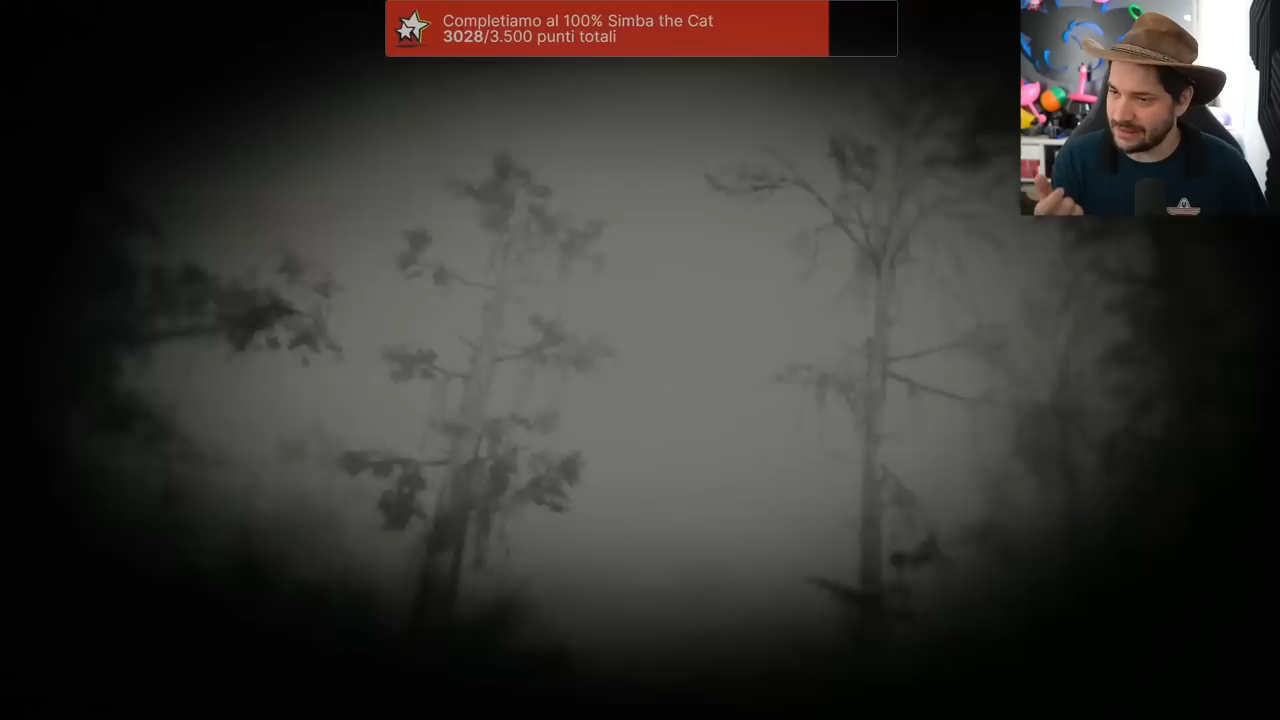 Completiamo al 100% Simba the Cat
3028/3.500 punti totali